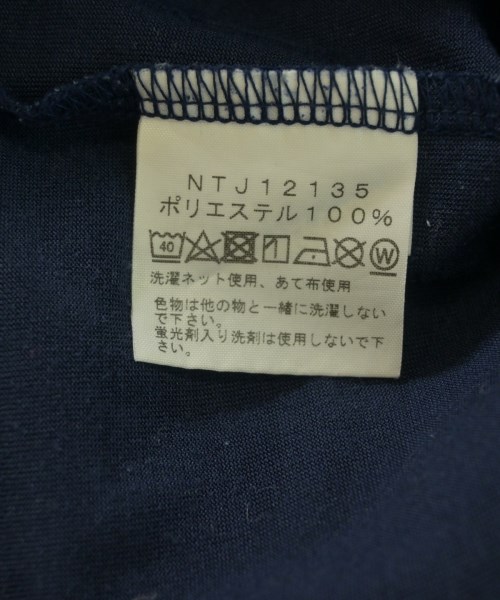 NTJ12135
ポリエステル100%
40 W
洗濯ネット使用、あて布使用
色物は他の物と一緒に洗濯しない
で下さい。
蛍光剤入り洗剤は使用しないで下
さい。